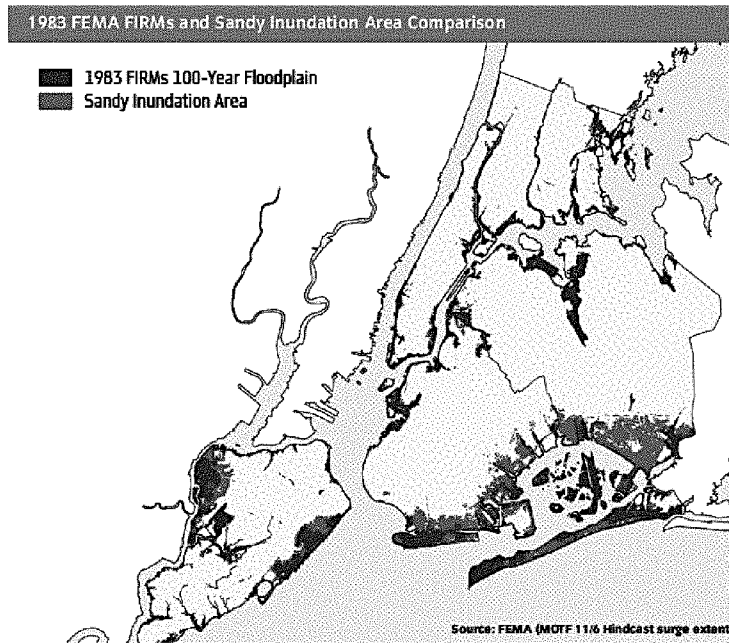 1983 FEMA FIRMs and Sandy Inundation Area Comparison
1983 FIRMs 100-Year Floodplain
Sandy Inundation Area
Source: FEMA (MOTF 11/6 Hindcast surge extent